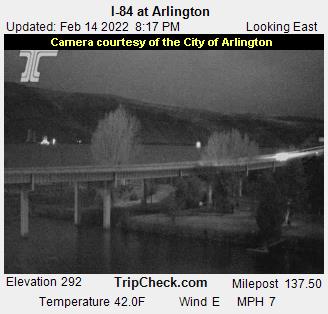 I-84 at Arlington
Updated: Feb 14 2022 8:17 PM Looking East
Camera courtesy of the City of Arlington
Elevation 292 TripCheck.com Milepost 137.50
Temperature 42.0F Wind E MPH 7